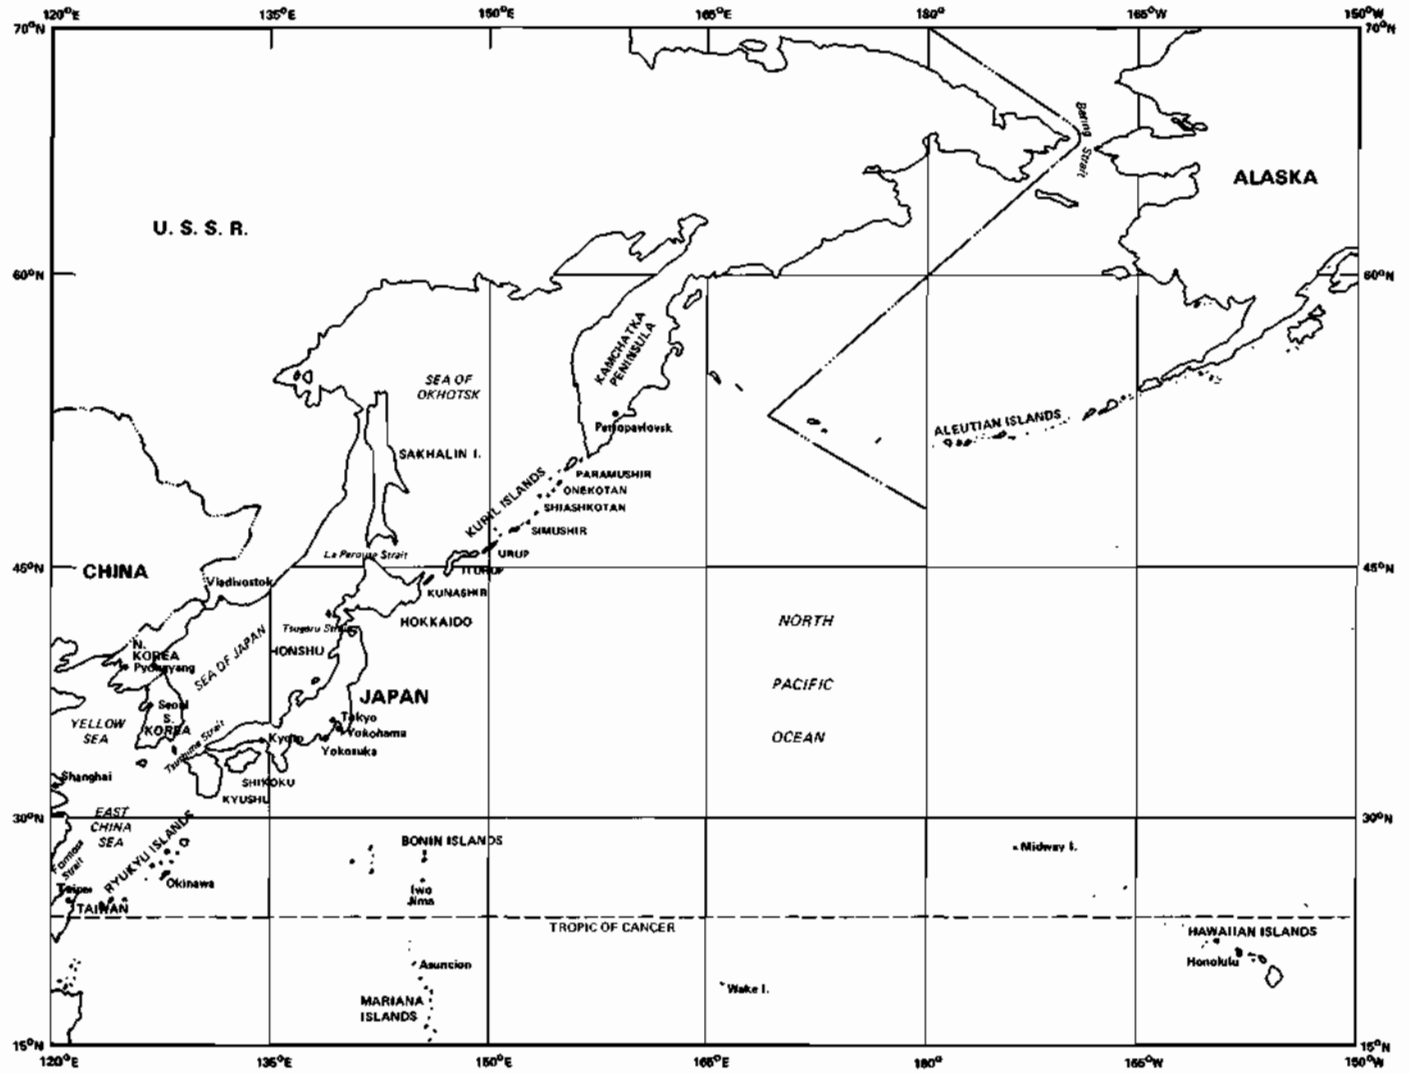 120°E 135°E 150°E 165°E 180° 165°W 150°W
70°N
70°N
Bering Strait
ALASKA
U. S. S. R.
60°N
60°N
KAMCHATKA
PENINSULA
SEA OF
OKHOTSK
ALEUTIAN ISLANDS
Petropavlovsk
SAKHALIN I.
KURIL ISLANDS
PARAMUSHIR
ONEKOTAN
SHIASHKOTAN
SIMUSHIR
URUP
ITURUP
La Perouse Strait
45°N
CHINA
45°N
Vladivostok
KUNASHIR
HOKKAIDO
NORTH
PACIFIC
OCEAN
Tsugaru Strait
N.
KOREA
Pyongyang
SEA OF JAPAN
HONSHU
JAPAN
Seoul
S.
KOREA
YELLOW
SEA
Tsushima Strait
Tokyo
Yokohama
Kyoto
Yokosuka
Shanghai
SHIKOKU
KYUSHU
30°N
30°N
EAST
CHINA
SEA
Formosa
Strait
RYUKYU ISLANDS
BONIN ISLANDS
Midway I.
Okinawa
Iwo
Jima
Taipei
TAIWAN
TROPIC OF CANCER
HAWAIIAN ISLANDS
Honolulu
Asuncion
Wake I.
MARIANA
ISLANDS
15°N
15°N
120°E 135°E 150°E 165°E 180° 165°W 150°W